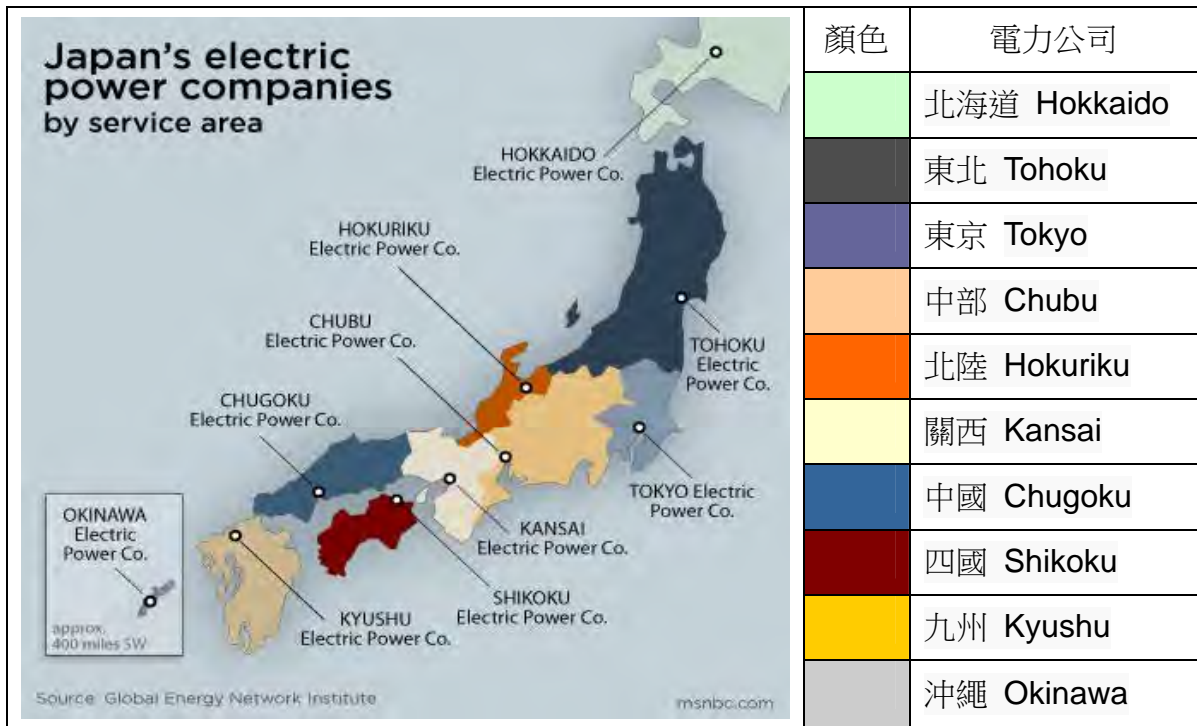 Japan's electric
power companies
by service area
HOKKAIDO
Electric Power Co.
HOKURIKU
Electric Power Co.
CHUBU
Electric Power Co.
TOHOKU
Electric
Power Co.
CHUGOKU
Electric Power Co.
TOKYO Electric
Power Co.
OKINAWA
Electric
Power Co.
KANSAI
Electric Power Co.
SHIKOKU
Electric Power Co.
KYUSHU
Electric Power Co.
approx.
400 miles SW
Source: Global Energy Network Institute
msnbc.com
顏色 電力公司
北海道 Hokkaido
東北 Tohoku
東京 Tokyo
中部 Chubu
北陸 Hokuriku
關西 Kansai
中國 Chugoku
四國 Shikoku
九州 Kyushu
沖繩 Okinawa